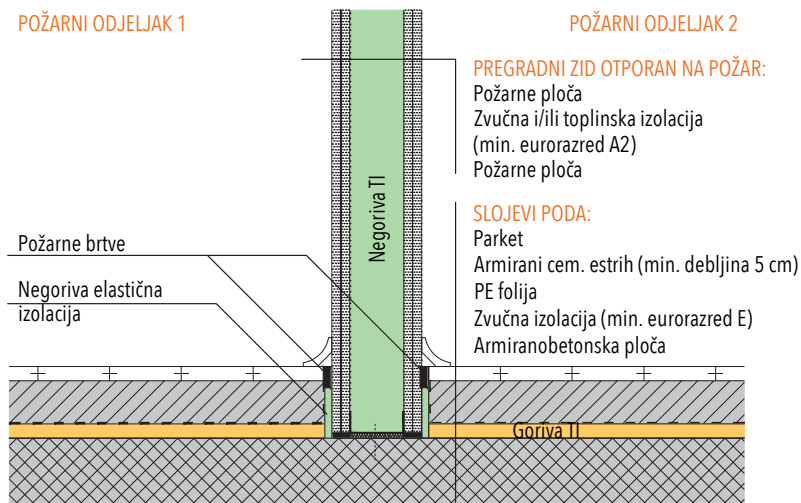 POŽARNI ODJELJAK 1
POŽARNI ODJELJAK 2
PREGRADNI ZID OTPORAN NA POŽAR:
Požarne ploča
Zvučna i/ili toplinska izolacija
(min. eurorazred A2)
Požarne ploča
Negoriva TI
SLOJEVI PODA:
Parket
Armirani cem. estrih (min. debljina 5 cm)
PE folija
Zvučna izolacija (min. eurorazred E)
Armiranobetonska ploča
Požarne brtve
Negoriva elastična
izolacija
Goriva TI